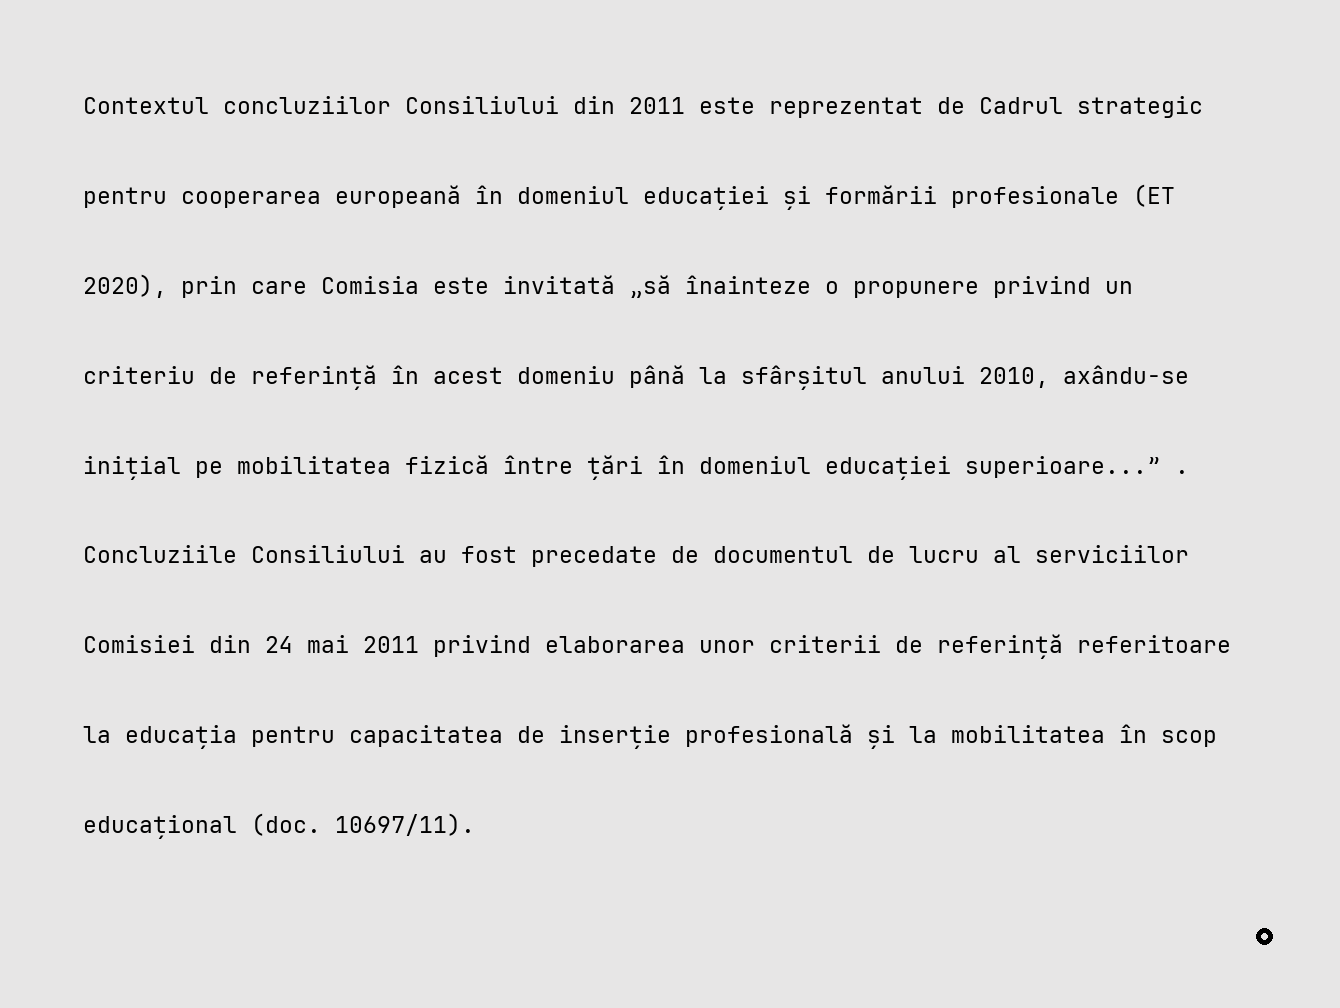 Contextul concluziilor Consiliului din 2011 este reprezentat de Cadrul strategic
pentru cooperarea europeană în domeniul educației și formării profesionale (ET
2020), prin care Comisia este invitată „să înainteze o propunere privind un
criteriu de referință în acest domeniu până la sfârșitul anului 2010, axându-se
inițial pe mobilitatea fizică între țări în domeniul educației superioare...” .
Concluziile Consiliului au fost precedate de documentul de lucru al serviciilor
Comisiei din 24 mai 2011 privind elaborarea unor criterii de referință referitoare
la educația pentru capacitatea de inserție profesională și la mobilitatea în scop
educațional (doc. 10697/11).